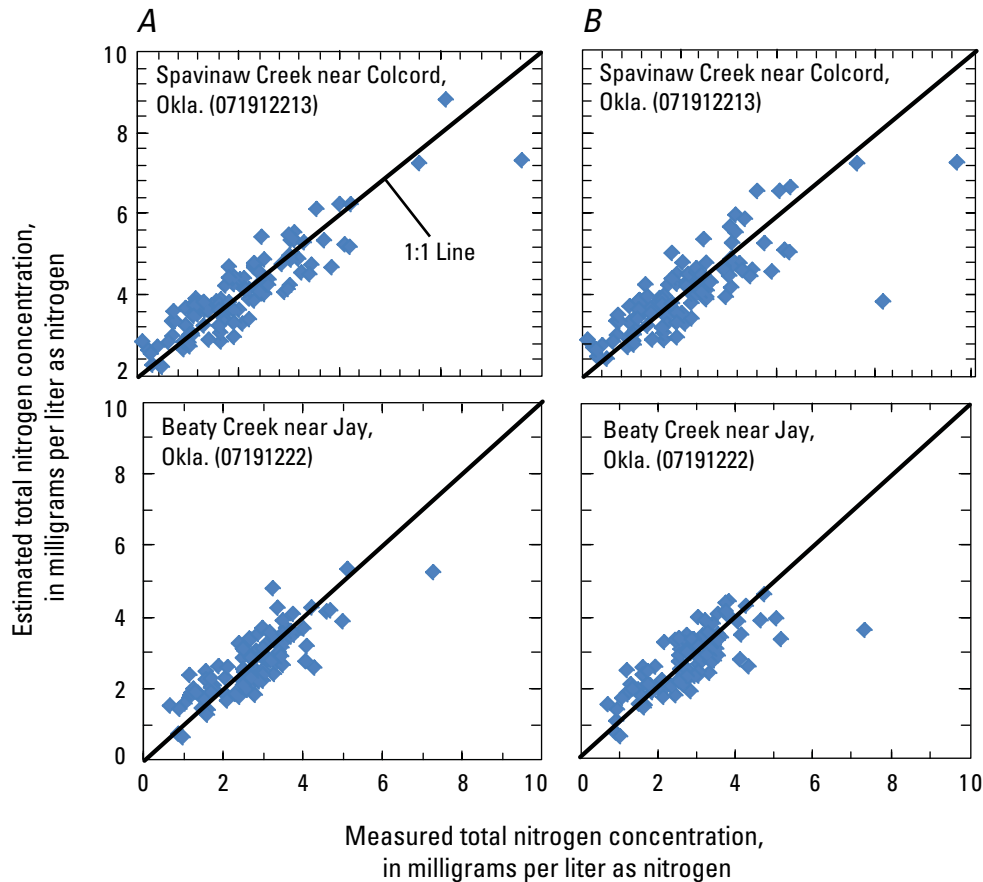 A
B
10
8
6
4
2
Spavinaw Creek near Colcord,
Okla. (071912213)
1:1 Line
Spavinaw Creek near Colcord,
Okla. (071912213)
10
8
6
4
2
0
Beaty Creek near Jay,
Okla. (07191222)
Beaty Creek near Jay,
Okla. (07191222)
0 2 4 6 8 10
0 2 4 6 8 10
Estimated total nitrogen concentration,
in milligrams per liter as nitrogen
Measured total nitrogen concentration,
in milligrams per liter as nitrogen